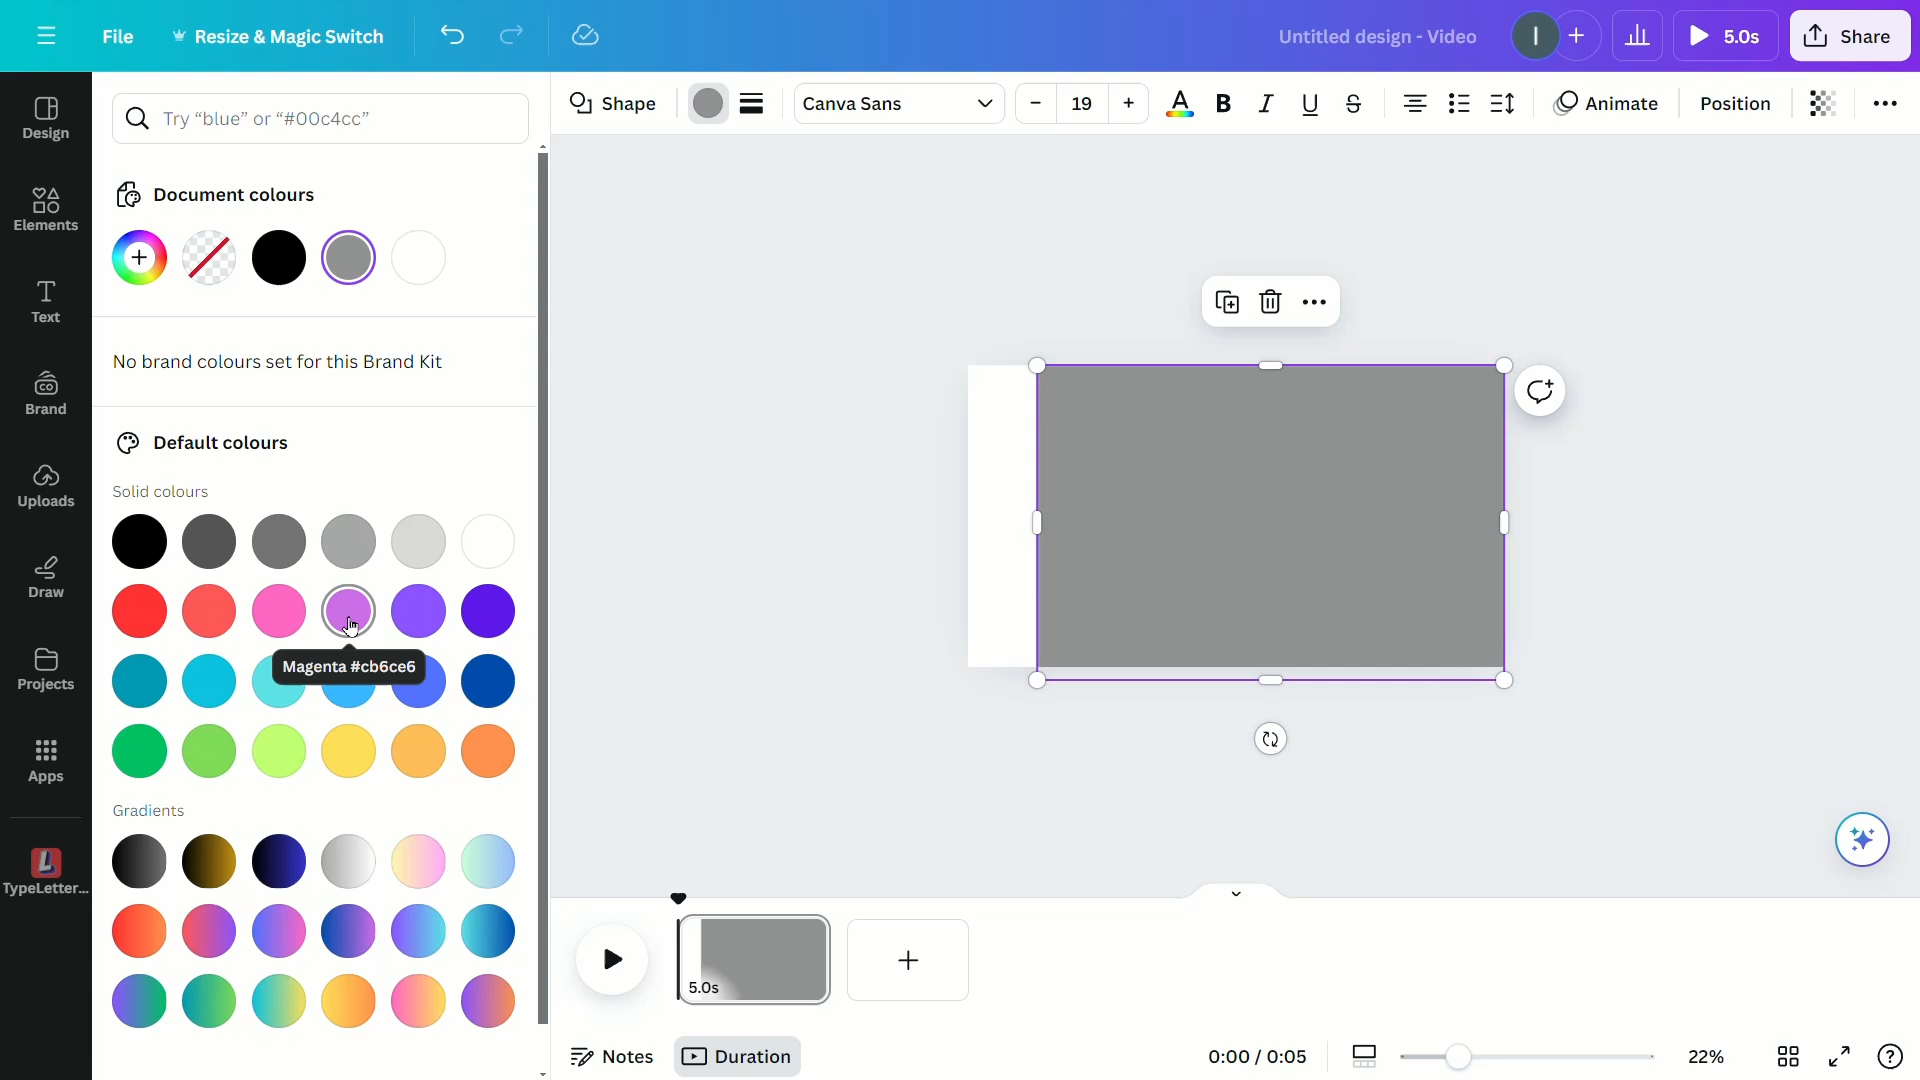 File
Resize & Magic Switch
Untitled design - Video
I
5.0s
Share
Design
Elements
Text
Brand
Uploads
Draw
Projects
Apps
TypeLetter...
Try “blue” or “#00c4cc”
Document colours
No brand colours set for this Brand Kit
Default colours
Solid colours
Magenta #cb6ce6
Gradients
Shape
Canva Sans
19
Animate
Position
5.0s
Notes
Duration
0:00 / 0:05
22%